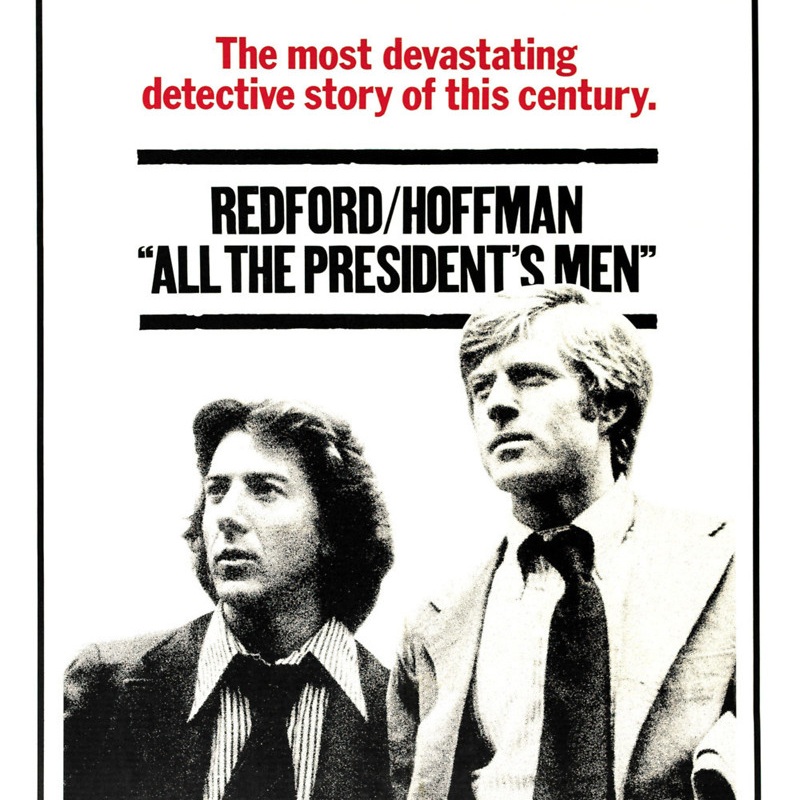 The most devastating
detective story of this century.
REDFORD/HOFFMAN
“ALL THE PRESIDENT’S MEN”